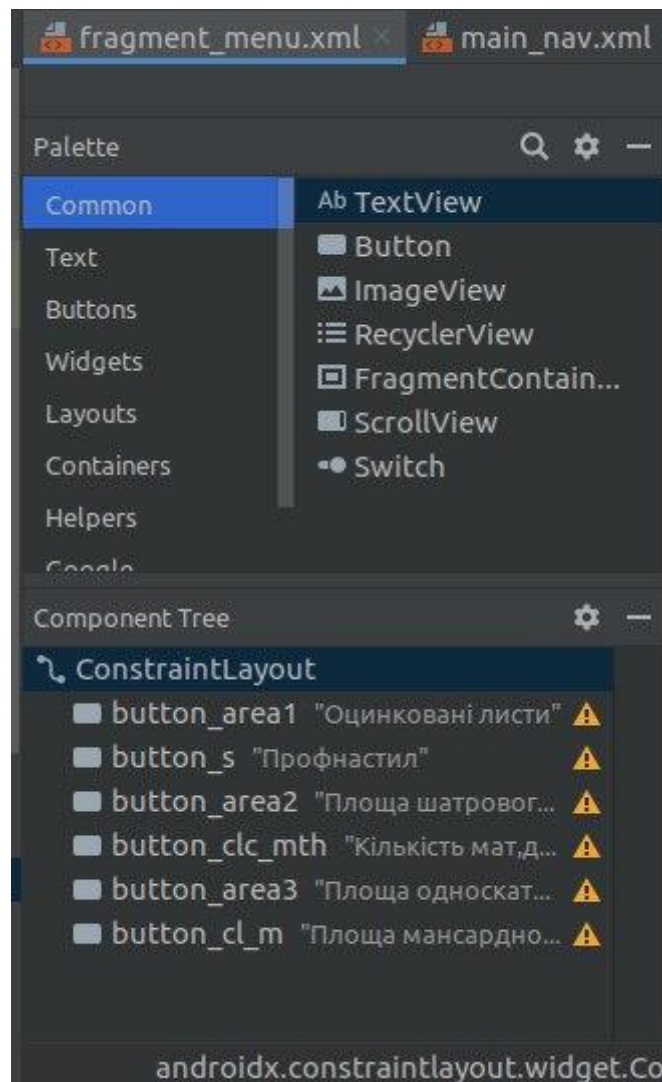 fragment_menu.xml × main_nav.xml
Palette
Common
Text
Buttons
Widgets
Layouts
Containers
Helpers
Google
Ab TextView
Button
ImageView
RecyclerView
FragmentContain...
ScrollView
Switch
Component Tree
ConstraintLayout
button_area1 "Оцинковані листи"
button_s "Профнастил"
button_area2 "Площа шатровог...
button_clc_mth "Кількість мат,д...
button_area3 "Площа односкат...
button_cl_m "Площа мансардно...
androidx.constraintlayout.widget.Co